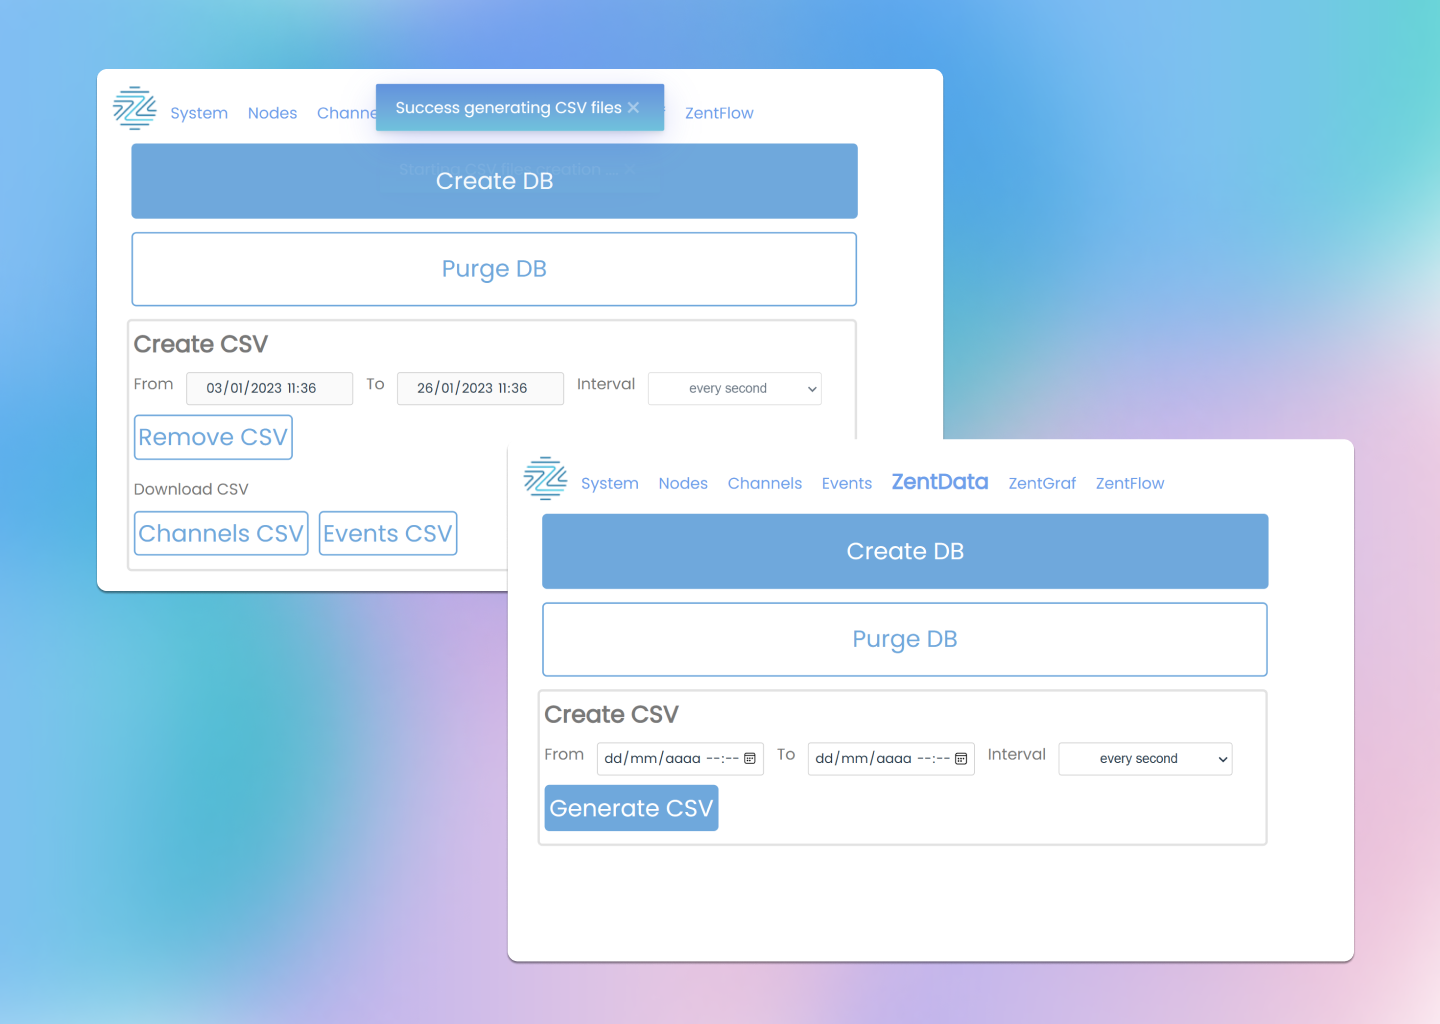 System Nodes Channe ZentFlow
Success generating CSV files ×
Starting CSV files creation ... ×
Create DB
Purge DB
Create CSV
From 03/01/2023 11:36 To 26/01/2023 11:36 Interval every second
Remove CSV
Download CSV
Channels CSV Events CSV
System Nodes Channels Events ZentData ZentGraf ZentFlow
Create DB
Purge DB
Create CSV
From dd/mm/aaaa --:-- To dd/mm/aaaa --:-- Interval every second
Generate CSV